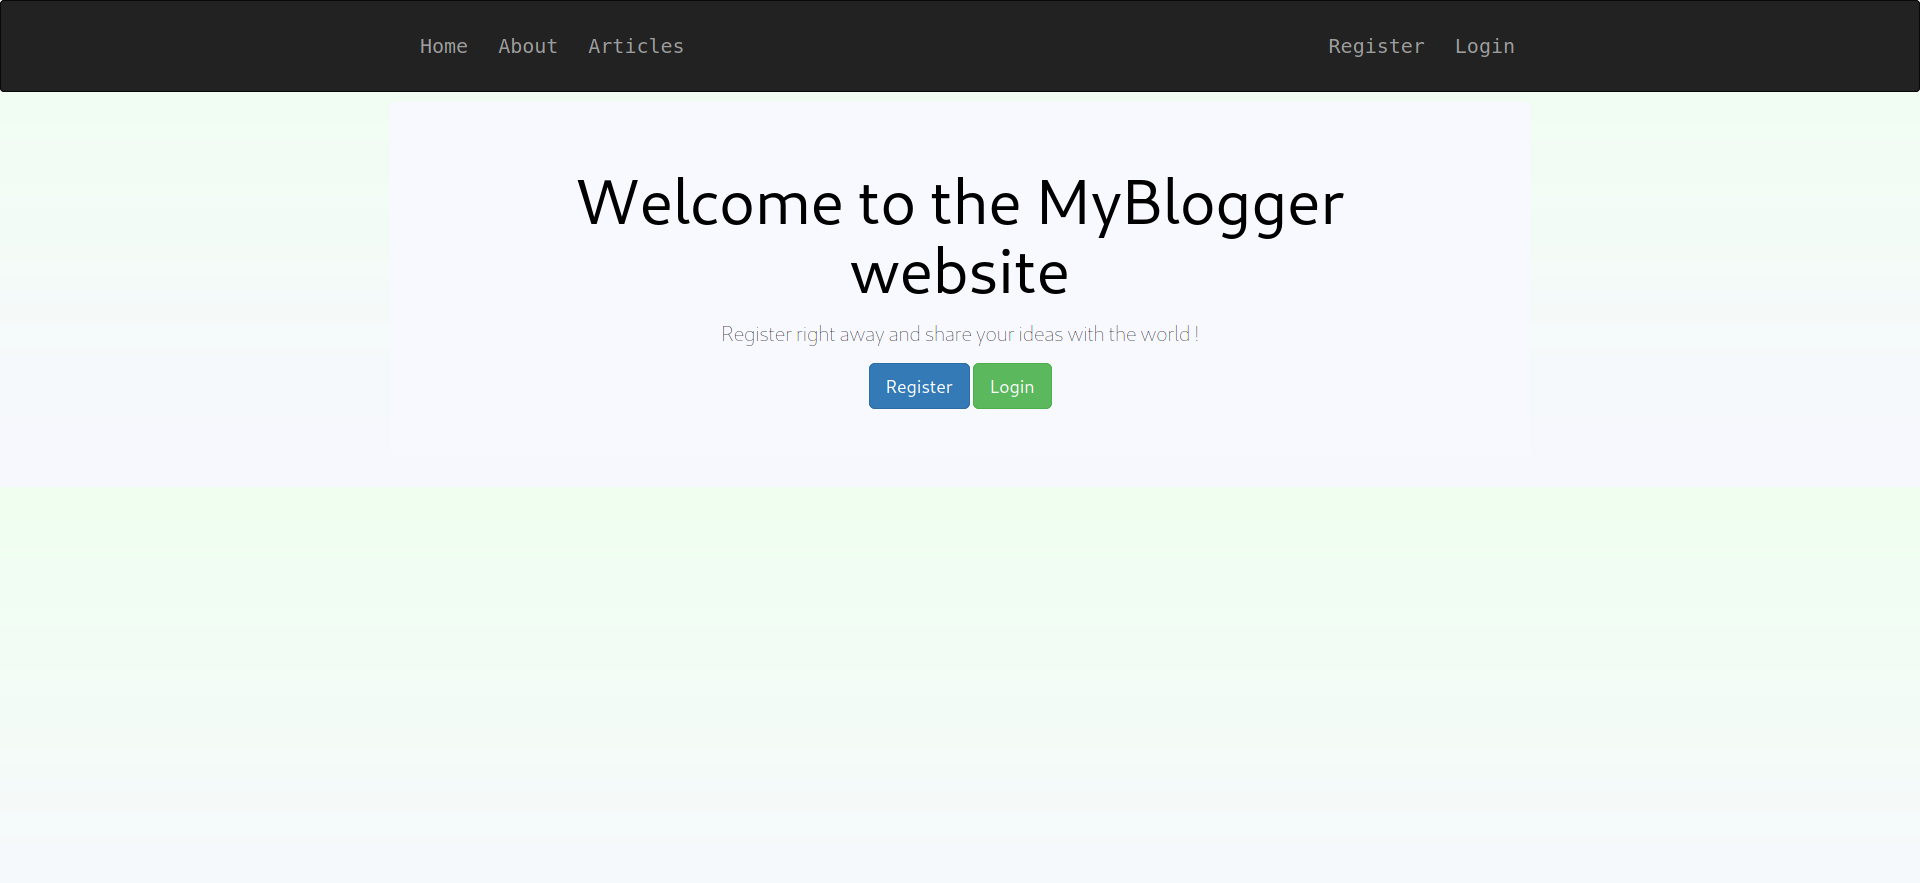 Home About Articles Register Login
Welcome to the MyBlogger
website
Register right away and share your ideas with the world !
Register Login